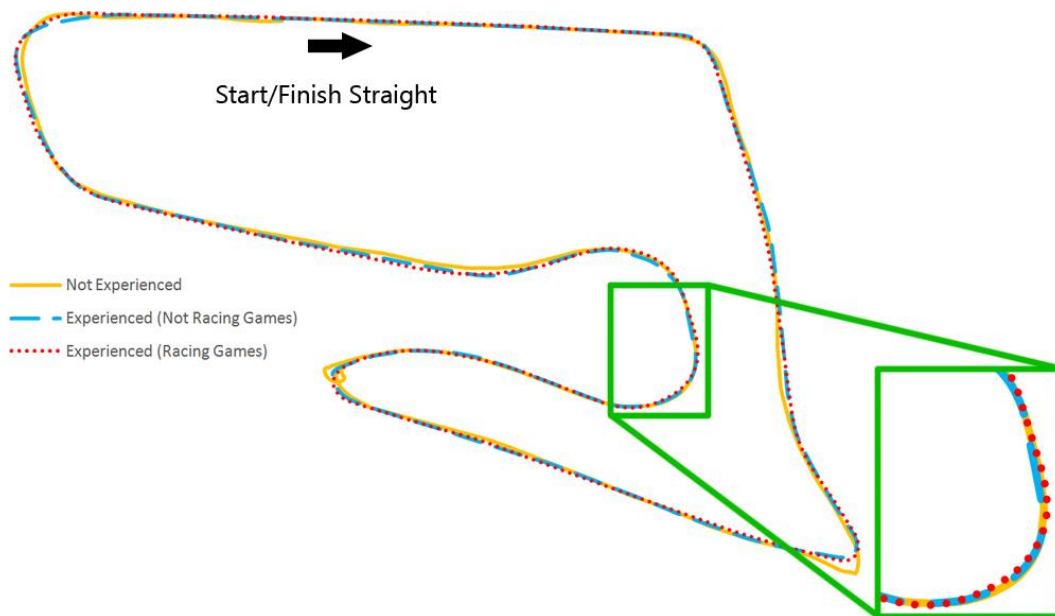 Start/Finish Straight
Not Experienced
Experienced (Not Racing Games)
Experienced (Racing Games)